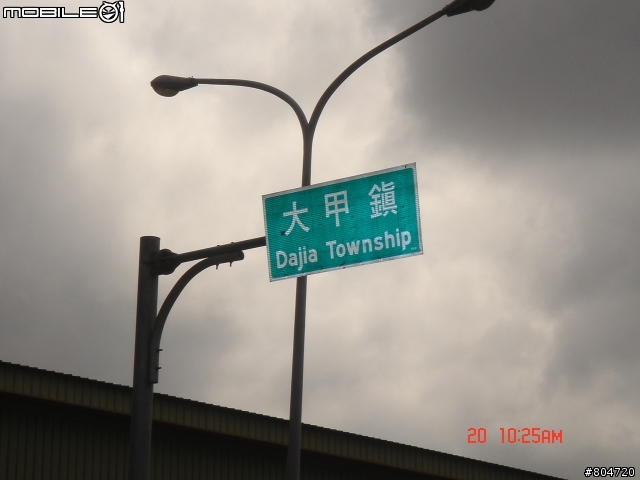 mobile01
大甲鎮
Dajia Township
20 10:25AM
#804720